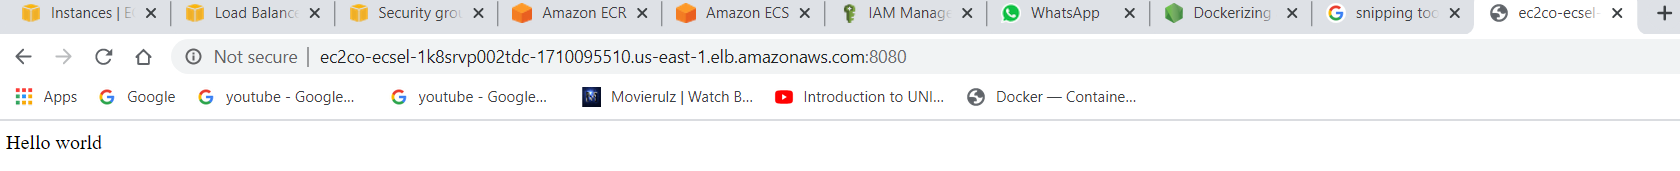 Instances | E Load Balanc Security grou Amazon ECR Amazon ECS IAM Manag WhatsApp Dockerizing snipping too ec2co-ecsel-
Not secure | ec2co-ecsel-1k8srvp002tdc-1710095510.us-east-1.elb.amazonaws.com:8080
Apps Google youtube - Google... youtube - Google... Movierulz | Watch B... Introduction to UNI... Docker — Containe...
Hello world